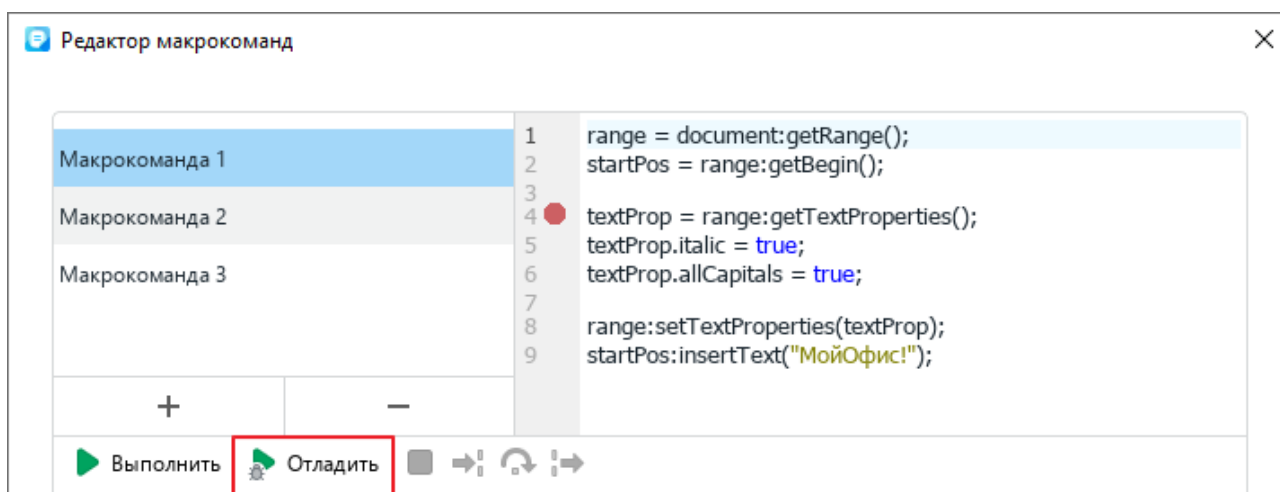 Редактор макрокоманд
Макрокоманда 1
Макрокоманда 2
Макрокоманда 3
1 range = document:getRange();
2 startPos = range:getBegin();
3
4 textProp = range:getTextProperties();
5 textProp.italic = true;
6 textProp.allCapitals = true;
7
8 range:setTextProperties(textProp);
9 startPos:insertText("МойОфис!");
+ −
Выполнить Отладить